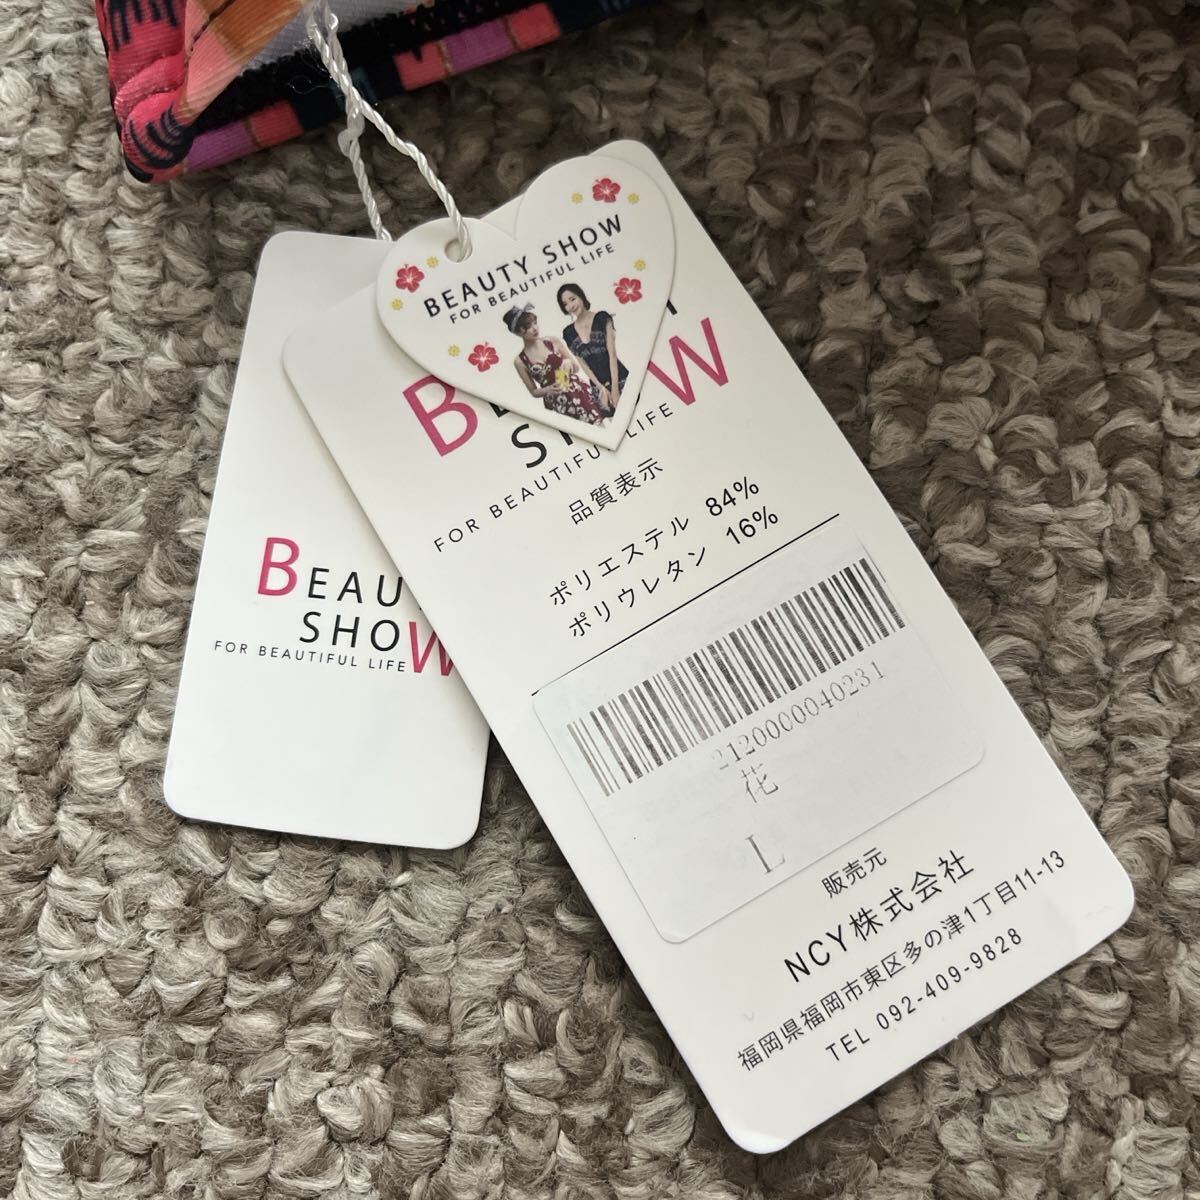 BEAUTY SHOW
FOR BEAUTIFUL LIFE
FOR BEAUTIFUL LIFE
品質表示
ポリエステル 84%
ポリウレタン 16%
2120000040231
花
L
販売元
NCY株式会社
福岡県福岡市東区多の津1丁目11-13
TEL 092-409-9828
BEAU
SHOW
FOR BEAUTIFUL LIFE